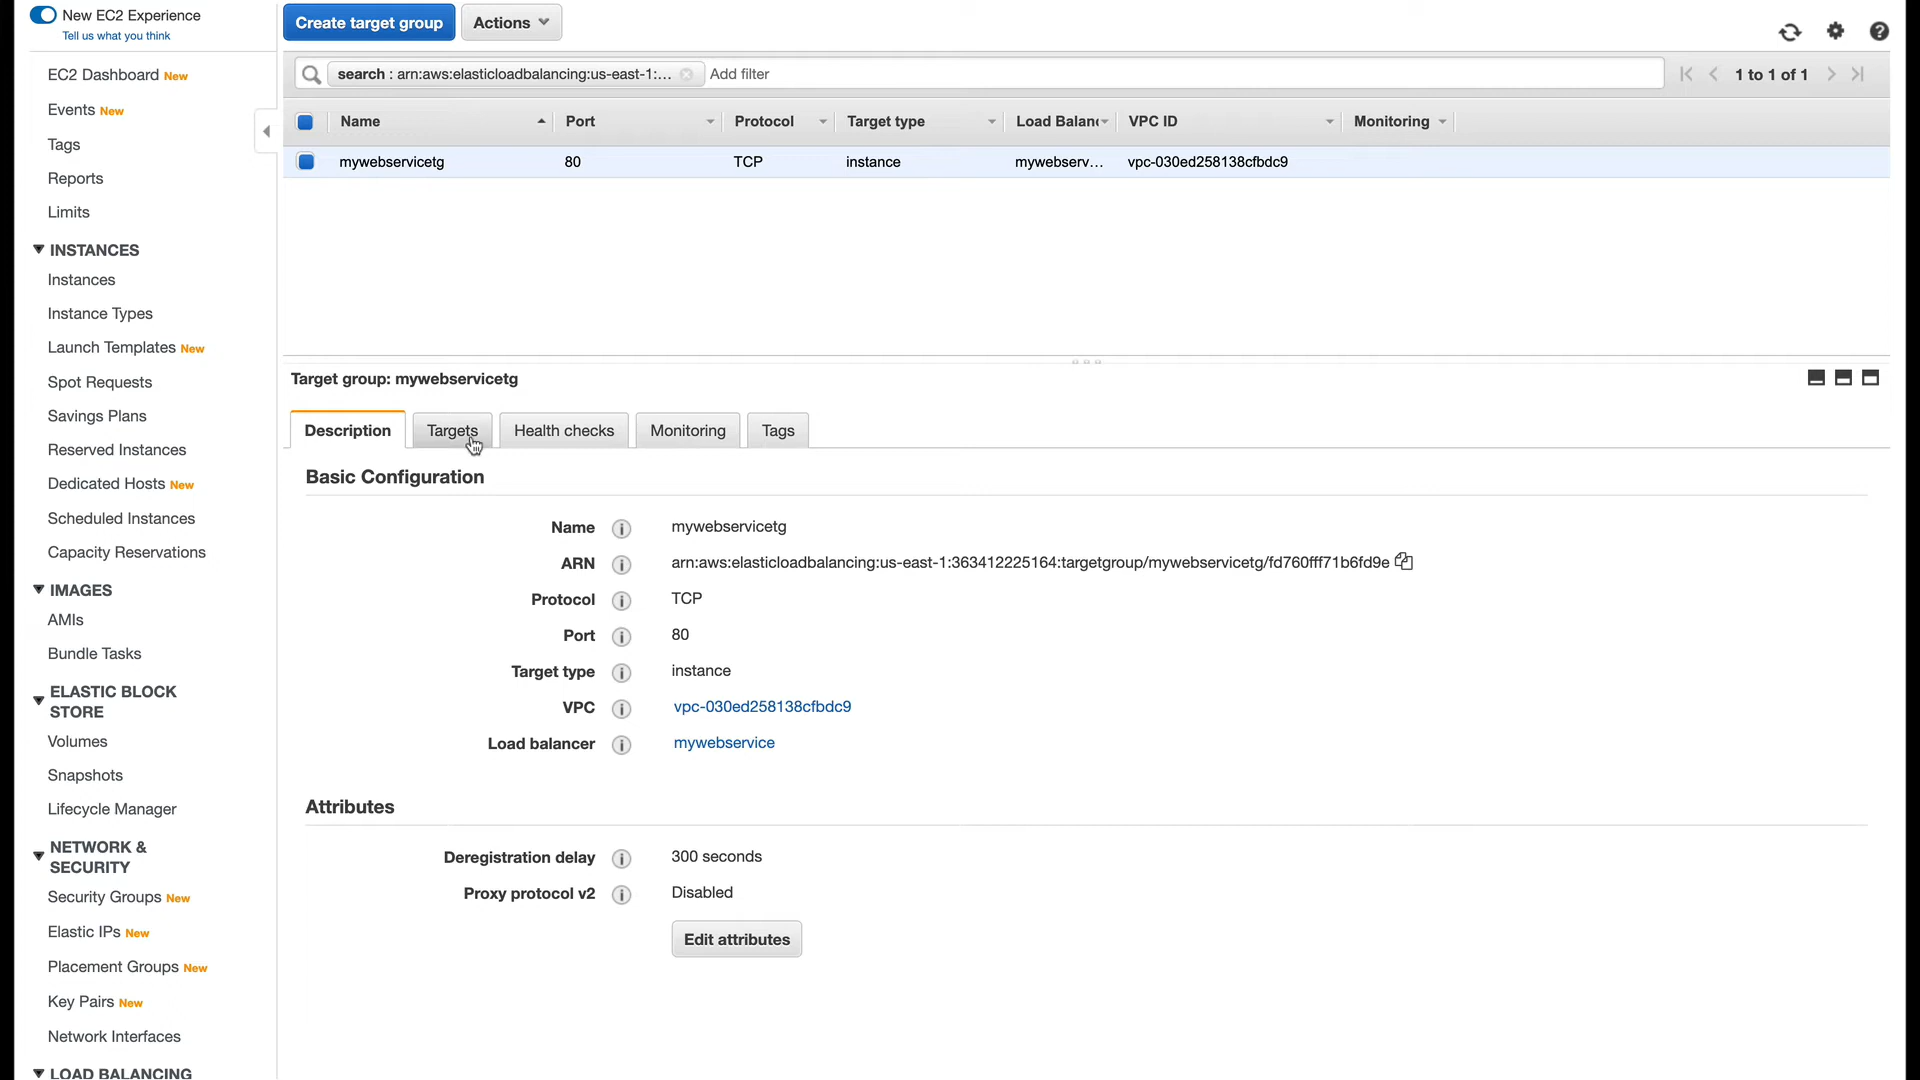 New EC2 Experience
Tell us what you think
EC2 Dashboard New
Events New
Tags
Reports
Limits
INSTANCES
Instances
Instance Types
Launch Templates New
Spot Requests
Savings Plans
Reserved Instances
Dedicated Hosts New
Scheduled Instances
Capacity Reservations
IMAGES
AMIs
Bundle Tasks
ELASTIC BLOCK
STORE
Volumes
Snapshots
Lifecycle Manager
NETWORK &
SECURITY
Security Groups New
Elastic IPs New
Placement Groups New
Key Pairs New
Network Interfaces
LOAD BALANCING
Create target group Actions
search : arn:aws:elasticloadbalancing:us-east-1:... Add filter 1 to 1 of 1
Name Port Protocol Target type Load Balanc VPC ID Monitoring
mywebservicetg 80 TCP instance mywebserv... vpc-030ed258138cfbdc9
Target group: mywebservicetg
Description Targets Health checks Monitoring Tags
Basic Configuration
Name mywebservicetg
ARN arn:aws:elasticloadbalancing:us-east-1:363412225164:targetgroup/mywebservicetg/fd760fff71b6fd9e
Protocol TCP
Port 80
Target type instance
VPC vpc-030ed258138cfbdc9
Load balancer mywebservice
Attributes
Deregistration delay 300 seconds
Proxy protocol v2 Disabled
Edit attributes